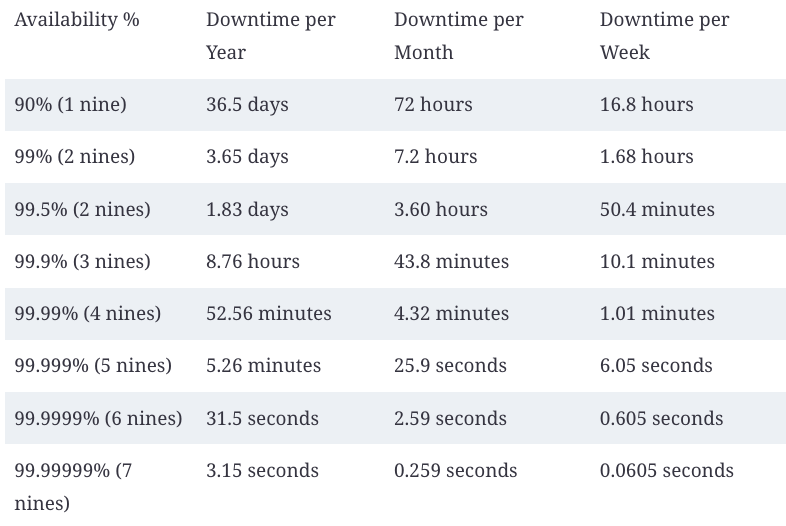 Availability % Downtime per Year Downtime per Month Downtime per Week
90% (1 nine) 36.5 days 72 hours 16.8 hours
99% (2 nines) 3.65 days 7.2 hours 1.68 hours
99.5% (2 nines) 1.83 days 3.60 hours 50.4 minutes
99.9% (3 nines) 8.76 hours 43.8 minutes 10.1 minutes
99.99% (4 nines) 52.56 minutes 4.32 minutes 1.01 minutes
99.999% (5 nines) 5.26 minutes 25.9 seconds 6.05 seconds
99.9999% (6 nines) 31.5 seconds 2.59 seconds 0.605 seconds
99.99999% (7 nines) 3.15 seconds 0.259 seconds 0.0605 seconds